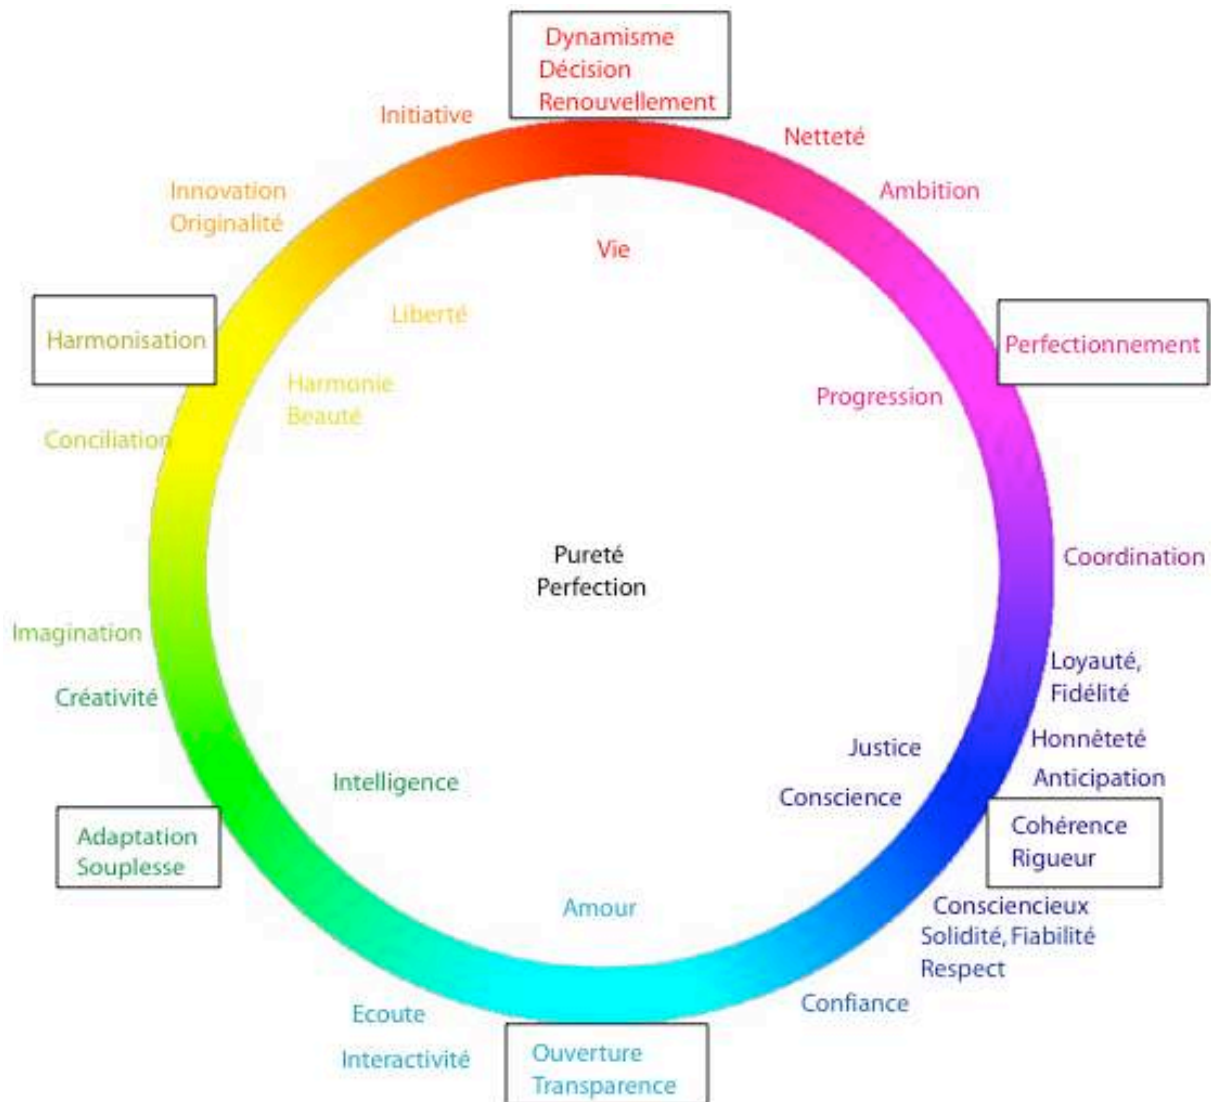 Dynamisme
Décision
Renouvellement
Initiative
Netteté
Ambition
Innovation
Originalité
Vie
Liberté
Harmonisation
Perfectionnement
Harmonie
Beauté
Progression
Conciliation
Pureté
Perfection
Coordination
Imagination
Créativité
Loyauté,
Fidélité
Justice
Honnêteté
Anticipation
Intelligence
Conscience
Adaptation
Souplesse
Cohérence
Rigueur
Amour
Consciencieux
Solidité, Fiabilité
Respect
Confiance
Ecoute
Interactivité
Ouverture
Transparence